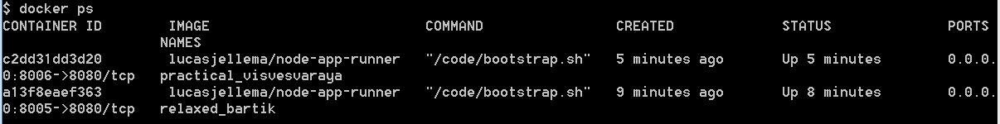 $ docker ps
CONTAINER ID IMAGE COMMAND CREATED STATUS PORTS
NAMES
c2dd31dd3d20 lucasjellema/node-app-runner "/code/bootstrap.sh" 5 minutes ago Up 5 minutes 0.0.0.
0:8006->8080/tcp practical_visvesvaraya
a13f8eaef363 lucasjellema/node-app-runner "/code/bootstrap.sh" 9 minutes ago Up 8 minutes 0.0.0.
0:8005->8080/tcp relaxed_bartik